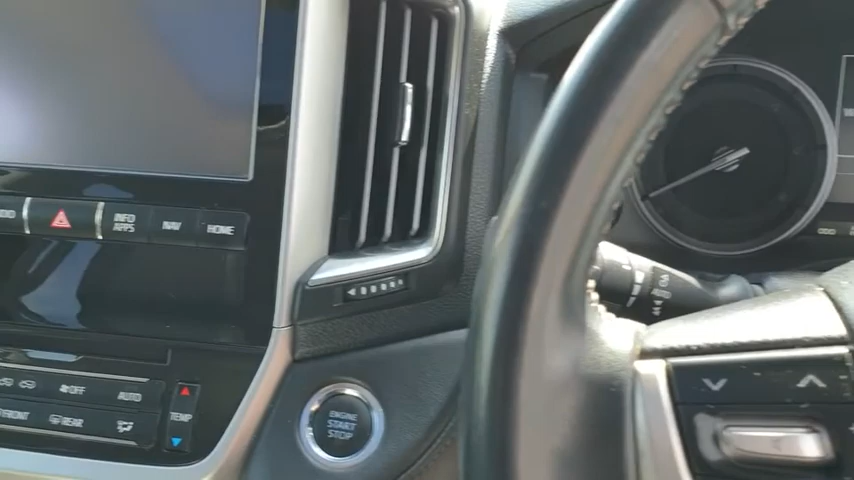 INFO
APPS
NAV
HOME
OFF
AUTO
FRONT
REAR
TEMP
ENGINE
START
STOP